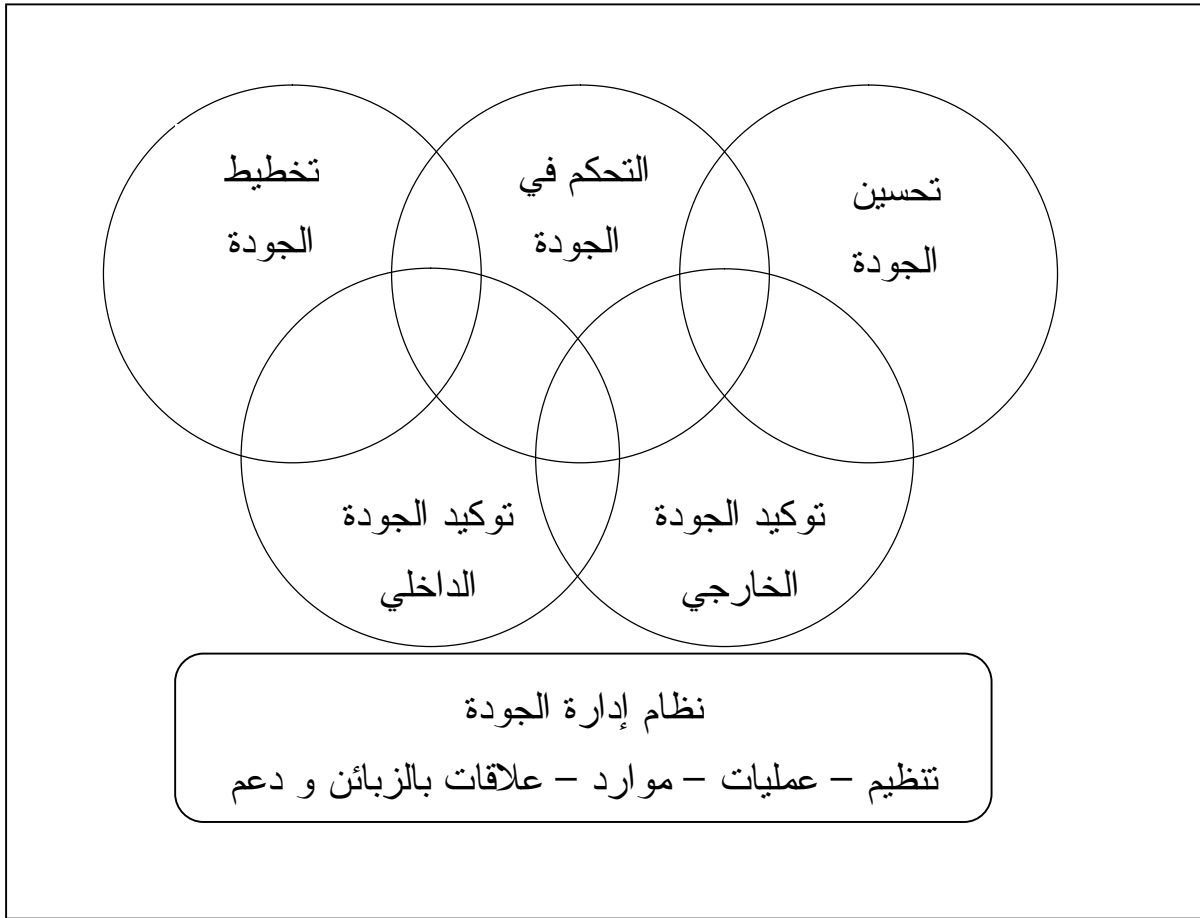 تخطيط
الجودة
التحكم في
الجودة
تحسين
الجودة
توكيد الجودة
الداخلي
توكيد الجودة
الخارجي
نظام إدارة الجودة
تنظيم – عمليات – موارد – علاقات بالزبائن و دعم